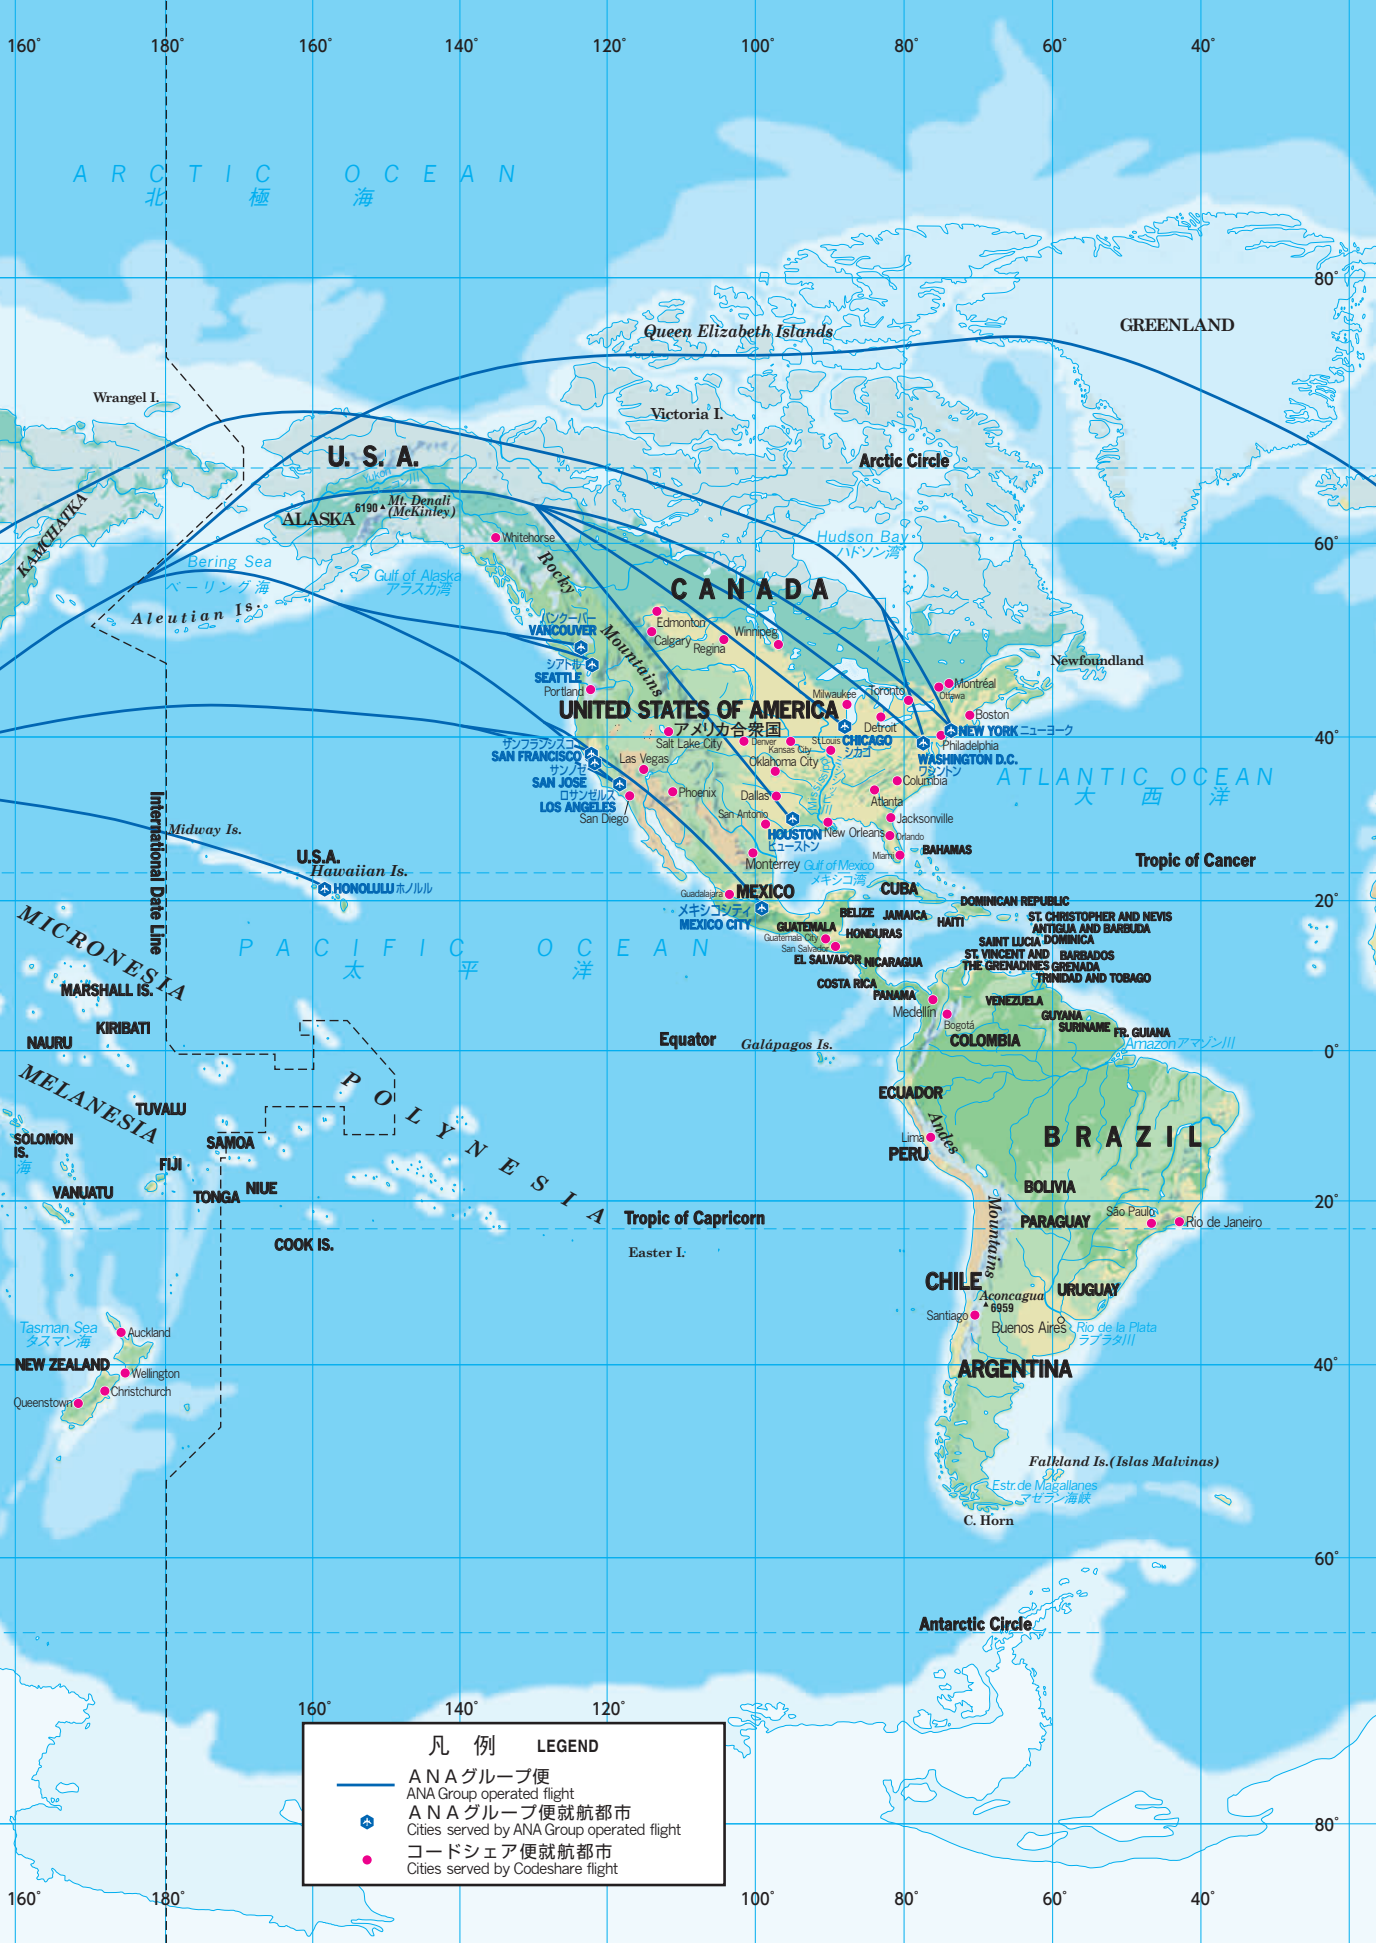 160° 180° 160° 140° 120° 100° 80° 60° 40°
ARCTIC OCEAN
北極海
80°
GREENLAND
Queen Elizabeth Islands
Wrangel I.
Victoria I.
U. S. A.
Arctic Circle
Yukon
6190 Mt. Denali
(McKinley)
ALASKA
KAMCHATKA
Whitehorse
Hudson Bay
ハドソン湾
60°
Bering Sea
ベーリング海
Gulf of Alaska
アラスカ湾
Rocky
Mountains
CANADA
Aleutian Is.
バンクーバー
VANCOUVER
Edmonton
Calgary
Regina
Winnipeg
シアトル
SEATTLE
Portland
Newfoundland
Montréal
Ottawa
Toronto
Milwaukee
Boston
UNITED STATES OF AMERICA
アメリカ合衆国
Detroit
NEW YORK ニューヨーク
Philadelphia
CHICAGO
シカゴ
WASHINGTON D.C.
ワシントン
40°
サンフランシスコ
SAN FRANCISCO
サンノゼ
SAN JOSE
ロサンゼルス
LOS ANGELES
San Diego
Salt Lake City
Las Vegas
Denver
Kansas City
St.Louis
Oklahoma City
Phoenix
Dallas
San Antonio
Columbia
Atlanta
ATLANTIC OCEAN
大西洋
HOUSTON
ヒューストン
New Orleans
Jacksonville
Orlando
Miami
BAHAMAS
International Date Line
Midway Is.
U.S.A.
Hawaiian Is.
HONOLULU ホノルル
Monterrey
Gulf of Mexico
メキシコ湾
Tropic of Cancer
Guadalajara
MEXICO
CUBA
20°
メキシコシティ
MEXICO CITY
BELIZE
JAMAICA
HAITI
DOMINICAN REPUBLIC
ST. CHRISTOPHER AND NEVIS
ANTIGUA AND BARBUDA
GUATEMALA
HONDURAS
Guatemala City
San Salvador
SAINT LUCIA
DOMINICA
EL SALVADOR
NICARAGUA
ST. VINCENT AND
THE GRENADINES
BARBADOS
GRENADA
TRINIDAD AND TOBAGO
COSTA RICA
PANAMA
MICRONESIA
PACIFIC OCEAN
太平洋
MARSHALL IS.
KIRIBATI
NAURU
Medellín
Bogotá
VENEZUELA
GUYANA
SURINAME
FR. GUIANA
COLOMBIA
Amazonアマゾン川
Equator
Galápagos Is.
0°
MELANESIA
POLYNESIA
ECUADOR
TUVALU
SOLOMON
IS.
海
SAMOA
FIJI
Lima
PERU
Andes
Mountains
BRAZIL
VANUATU
TONGA
NIUE
BOLIVIA
20°
Tropic of Capricorn
PARAGUAY
São Paulo
Rio de Janeiro
COOK IS.
Easter I.
CHILE
URUGUAY
Aconcagua
6959
Santiago
Buenos Aires
Rio de la Plata
ラプラタ川
Tasman Sea
タスマン海
Auckland
NEW ZEALAND
Wellington
Christchurch
Queenstown
ARGENTINA
40°
Falkland Is.(Islas Malvinas)
Estr.de Magallanes
マゼラン海峡
C. Horn
60°
Antarctic Circle
160° 140° 120°
凡例 LEGEND
ＡＮＡグループ便
ANA Group operated flight
ＡＮＡグループ便就航都市
Cities served by ANA Group operated flight
コードシェア便就航都市
Cities served by Codeshare flight
80°
160° 180° 100° 80° 60° 40°